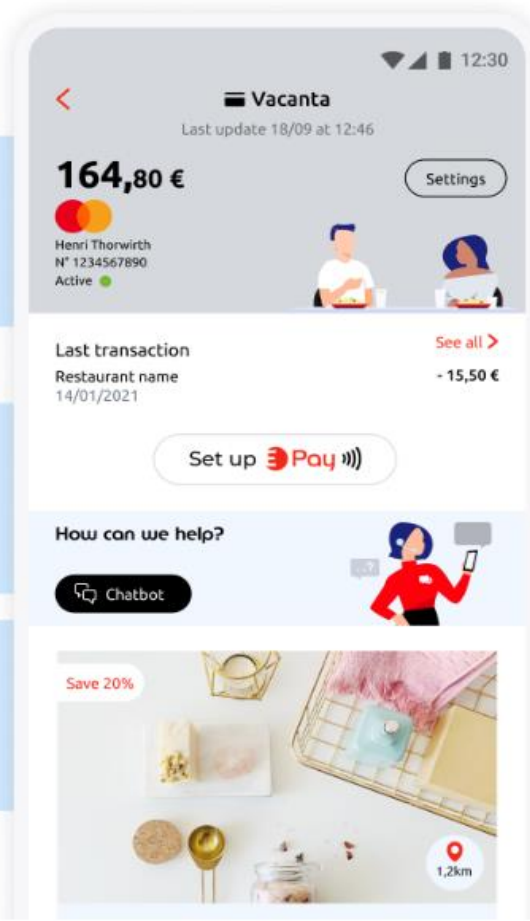 12:30
Vacanta
Last update 18/09 at 12:46
164,80 €
Settings
Henri Thorwirth
N° 1234567890
Active
Last transaction
See all
Restaurant name
- 15,50 €
14/01/2021
Set up Pay
How can we help?
..?
Chatbot
Save 20%
1,2km